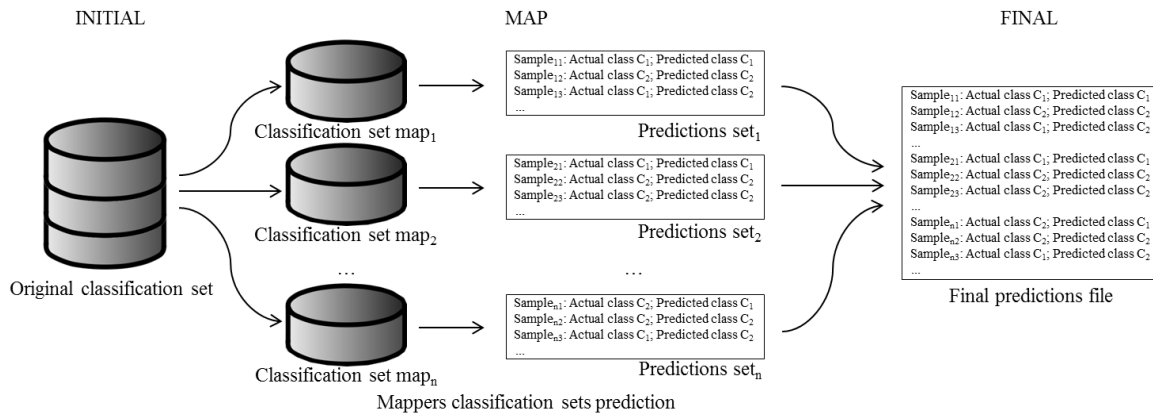 INITIAL
MAP
FINAL
Sample₁₁: Actual class C₁; Predicted class C₁
Sample₁₂: Actual class C₂; Predicted class C₂
Sample₁₃: Actual class C₁; Predicted class C₂
...
Classification set map₁
Predictions set₁
Sample₂₁: Actual class C₁; Predicted class C₁
Sample₂₂: Actual class C₂; Predicted class C₂
Sample₂₃: Actual class C₂; Predicted class C₂
...
Classification set map₂
Predictions set₂
...
...
Original classification set
Sampleₙ₁: Actual class C₂; Predicted class C₁
Sampleₙ₂: Actual class C₂; Predicted class C₂
Sampleₙ₃: Actual class C₁; Predicted class C₂
...
Classification set mapₙ
Predictions setₙ
Mappers classification sets prediction
Sample₁₁: Actual class C₁; Predicted class C₁
Sample₁₂: Actual class C₂; Predicted class C₂
Sample₁₃: Actual class C₁; Predicted class C₂
...
Sample₂₁: Actual class C₁; Predicted class C₁
Sample₂₂: Actual class C₂; Predicted class C₂
Sample₂₃: Actual class C₂; Predicted class C₂
...
Sampleₙ₁: Actual class C₂; Predicted class C₁
Sampleₙ₂: Actual class C₂; Predicted class C₂
Sampleₙ₃: Actual class C₁; Predicted class C₂
...
Final predictions file